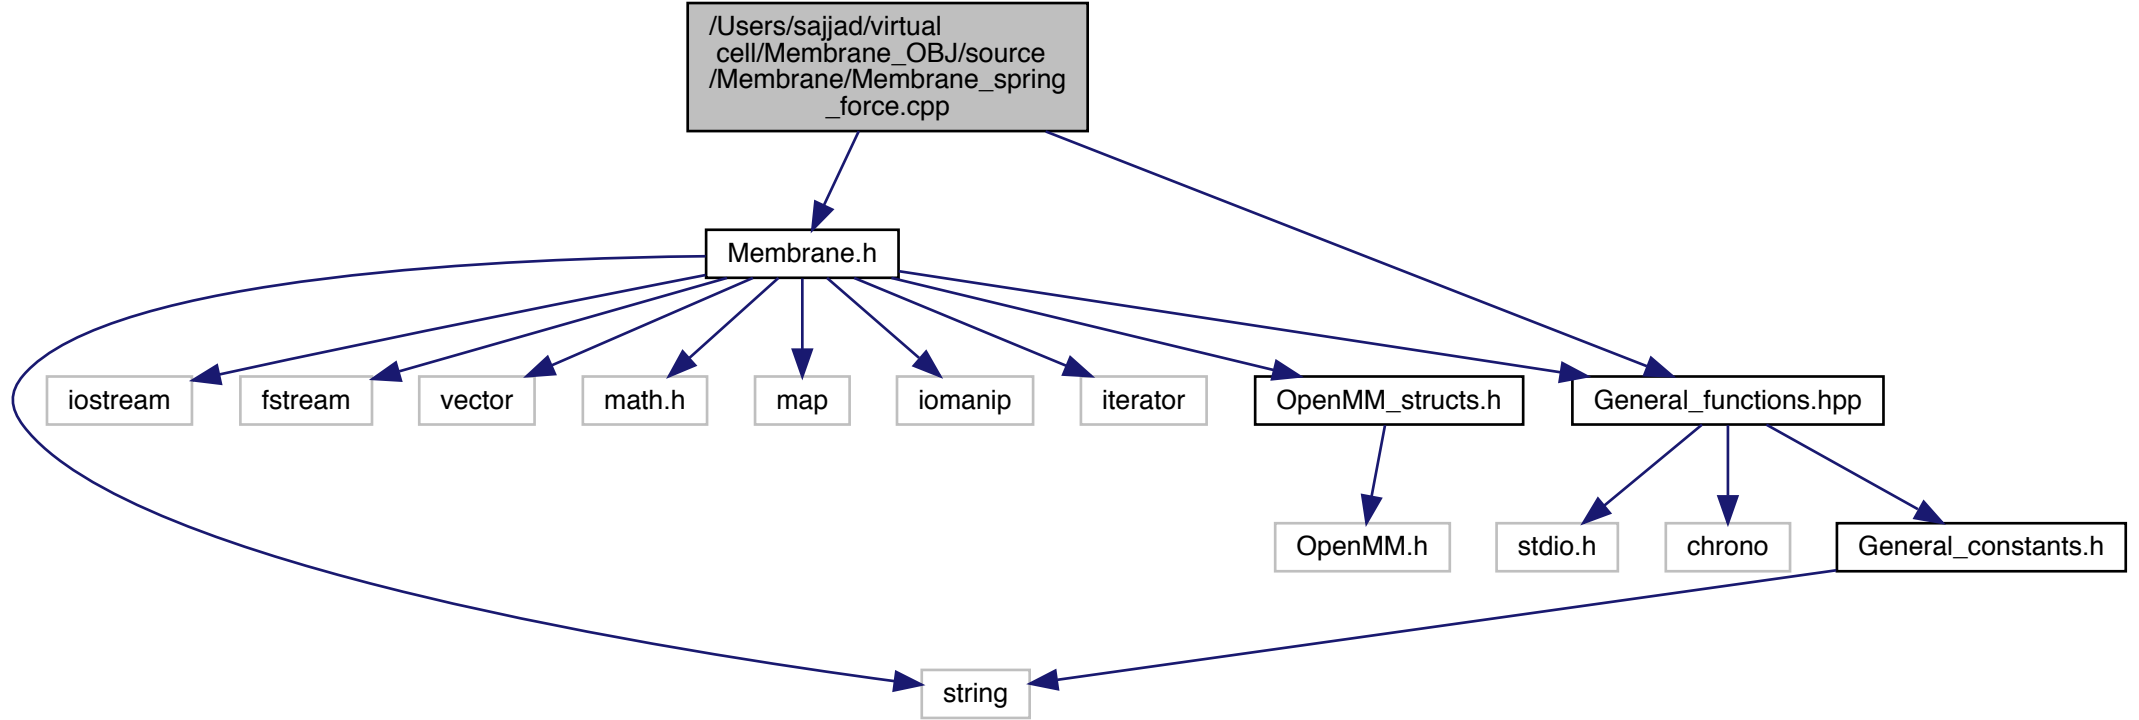 /Users/sajjad/virtual
cell/Membrane_OBJ/source
/Membrane/Membrane_spring
_force.cpp
Membrane.h
iostream
fstream
vector
math.h
map
iomanip
iterator
OpenMM_structs.h
General_functions.hpp
OpenMM.h
stdio.h
chrono
General_constants.h
string